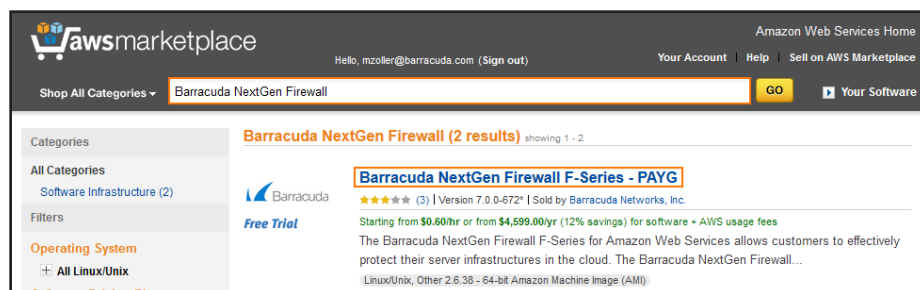 awsmarketplace
Amazon Web Services Home
Hello, mzoller@barracuda.com (Sign out)
Your Account | Help | Sell on AWS Marketplace
Shop All Categories
Barracuda NextGen Firewall
GO
Your Software
Categories
All Categories
Software Infrastructure (2)
Filters
Operating System
All Linux/Unix
Barracuda NextGen Firewall (2 results) showing 1 - 2
Barracuda
Free Trial
Barracuda NextGen Firewall F-Series - PAYG
(3) | Version 7.0.0-672* | Sold by Barracuda Networks, Inc.
Starting from $0.60/hr or from $4,599.00/yr (12% savings) for software + AWS usage fees
The Barracuda NextGen Firewall F-Series for Amazon Web Services allows customers to effectively
protect their server infrastructures in the cloud. The Barracuda NextGen Firewall...
Linux/Unix, Other 2.6.38 - 64-bit Amazon Machine Image (AMI)